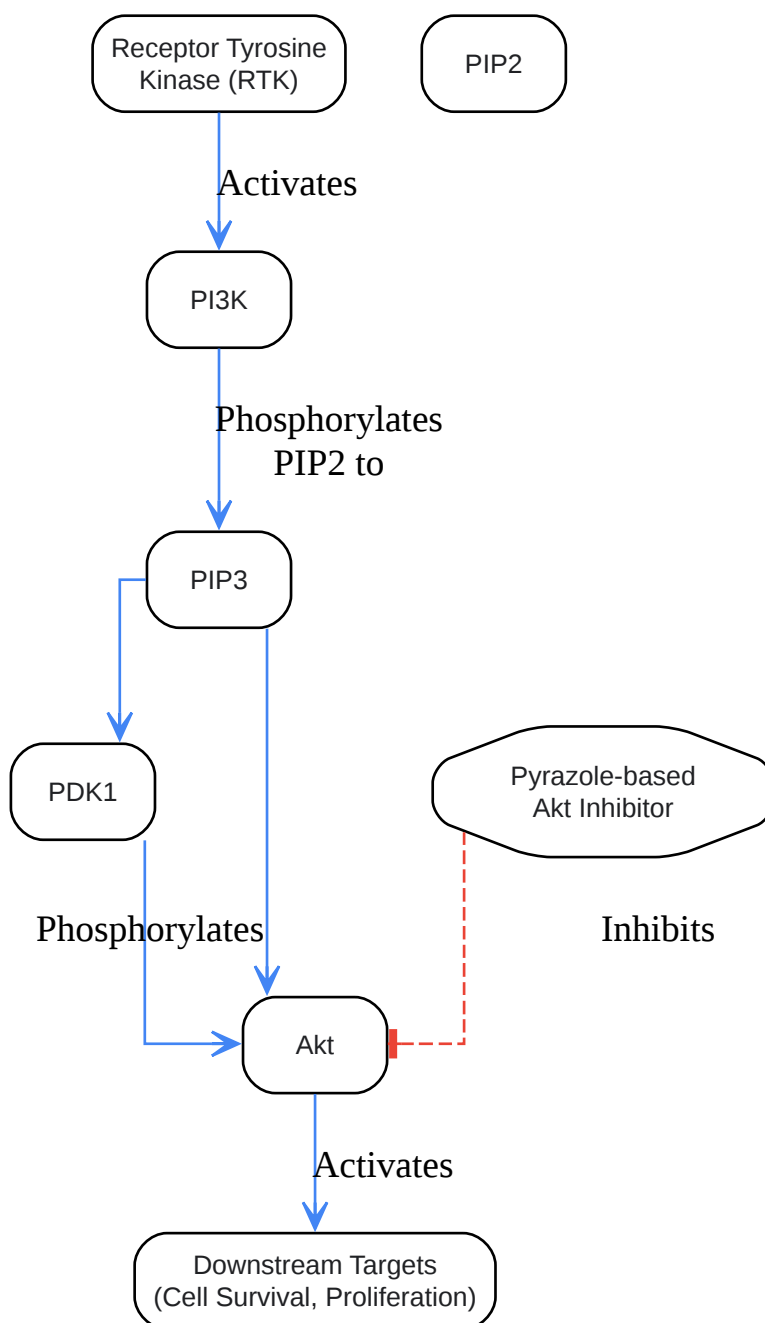 Receptor Tyrosine
Kinase (RTK)
PIP2
Activates
PI3K
Phosphorylates
PIP2 to
PIP3
PDK1
Pyrazole-based
Akt Inhibitor
Phosphorylates
Inhibits
Akt
Activates
Downstream Targets
(Cell Survival, Proliferation)